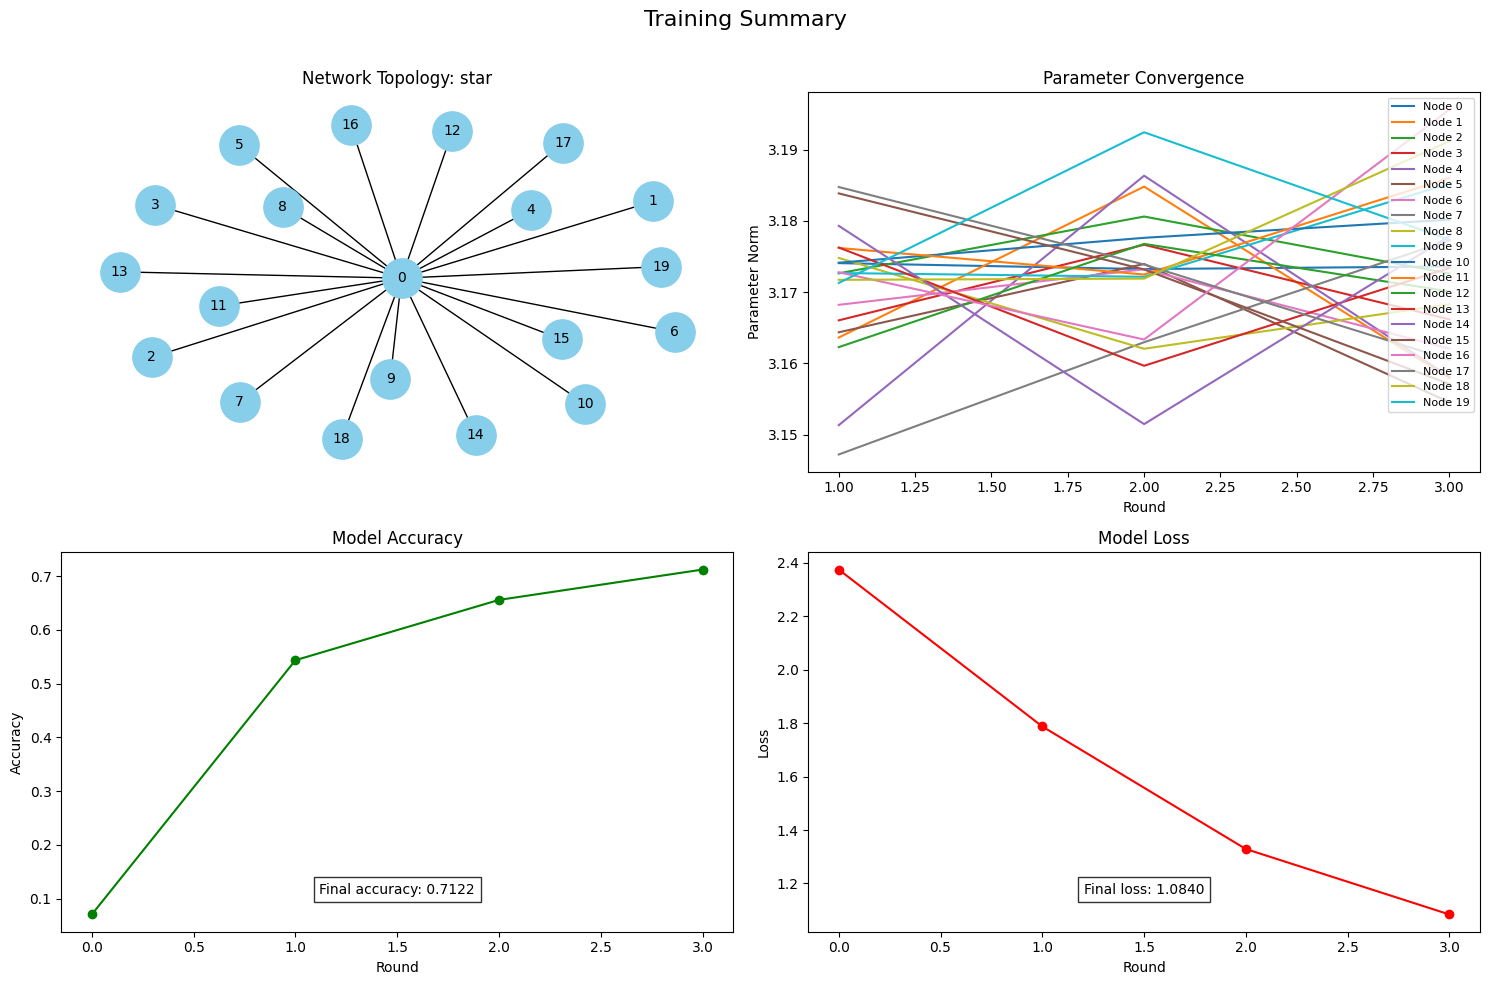 Training Summary
Network Topology: star
16
12
5
17
3
8
4
1
13
0
19
11
2
15
6
9
7
10
18
14
Parameter Convergence
Parameter Norm
3.19
3.18
3.17
3.16
3.15
Node 0
Node 1
Node 2
Node 3
Node 4
Node 5
Node 6
Node 7
Node 8
Node 9
Node 10
Node 11
Node 12
Node 13
Node 14
Node 15
Node 16
Node 17
Node 18
Node 19
1.00 1.25 1.50 1.75 2.00 2.25 2.50 2.75 3.00
Round
Model Accuracy
Accuracy
0.7
0.6
0.5
0.4
0.3
0.2
0.1
Final accuracy: 0.7122
0.0 0.5 1.0 1.5 2.0 2.5 3.0
Round
Model Loss
Loss
2.4
2.2
2.0
1.8
1.6
1.4
1.2
Final loss: 1.0840
0.0 0.5 1.0 1.5 2.0 2.5 3.0
Round